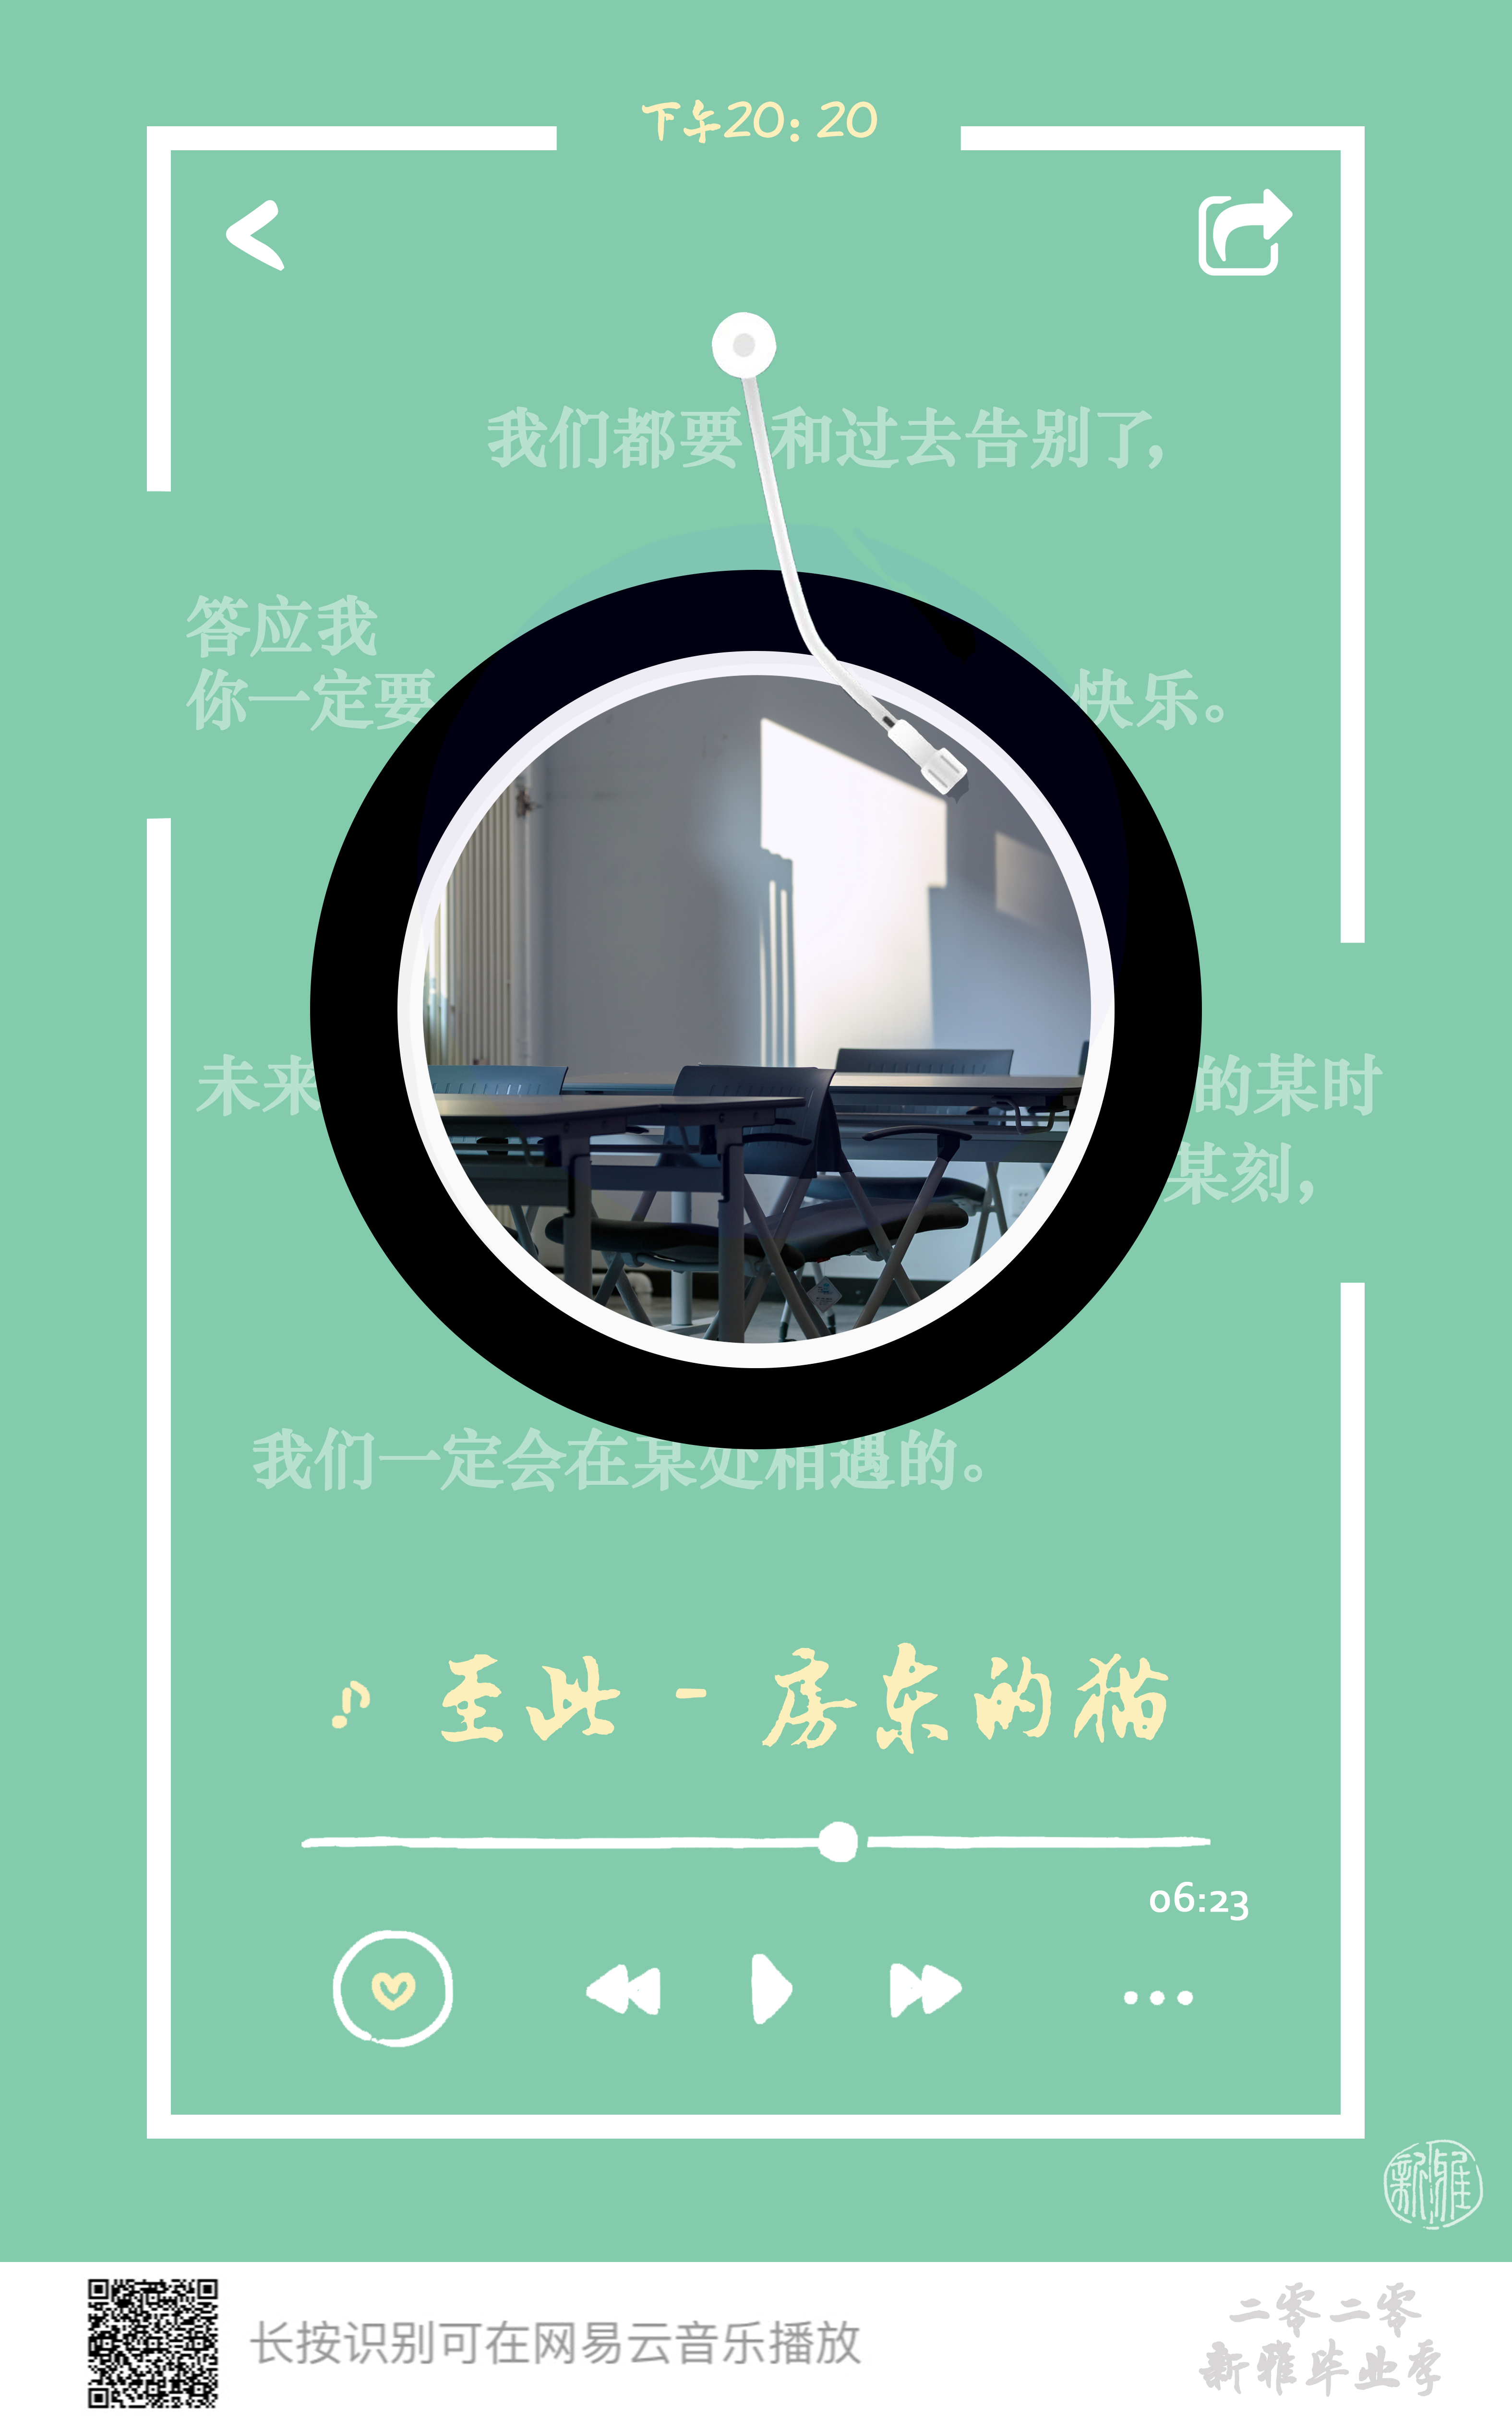 下午20：20
我们都要 和过去告别了，
答应我
你一定要 快乐。
未来 的某时
某刻，
我们一定会在某处相遇的。
♪ 至此 - 房东的猫
06:23
新雅
长按识别可在网易云音乐播放
二零二零
新雅毕业季